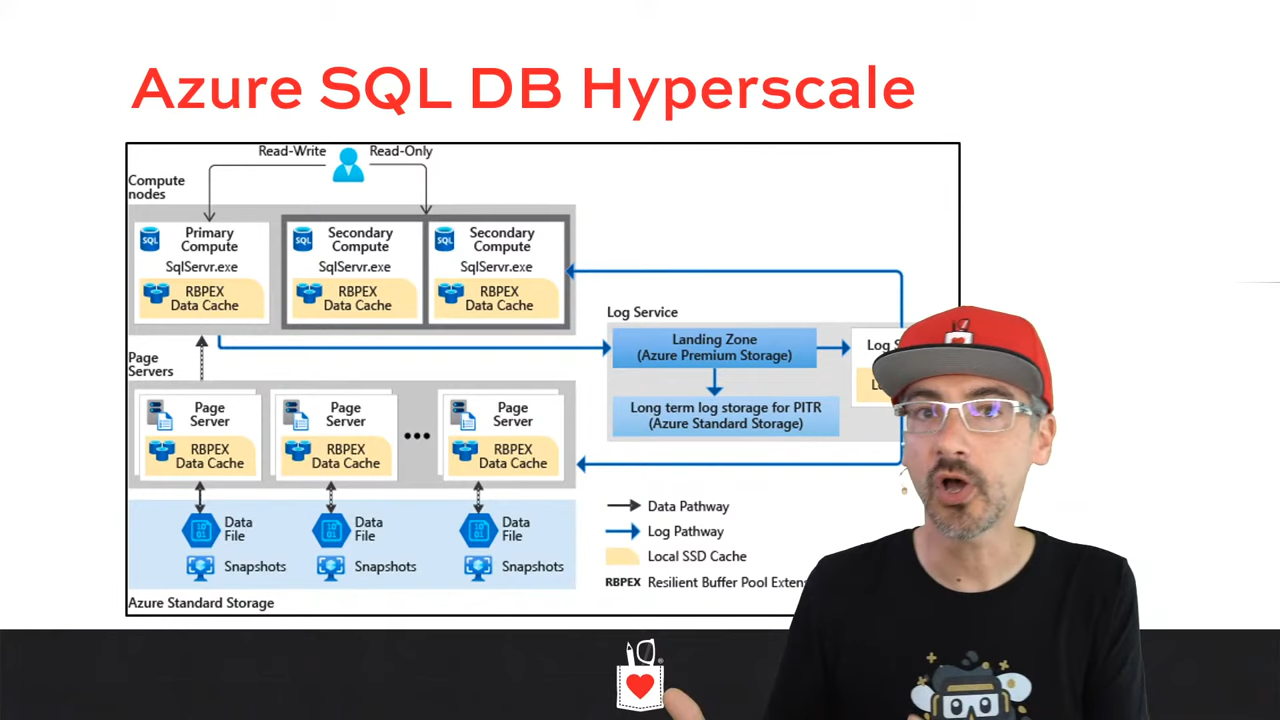 Azure SQL DB Hyperscale
Read-Write
Read-Only
Compute
nodes
Primary
Compute
SqlServr.exe
RBPEX
Data Cache
Secondary
Compute
SqlServr.exe
RBPEX
Data Cache
Secondary
Compute
SqlServr.exe
RBPEX
Data Cache
Log Service
Landing Zone
(Azure Premium Storage)
Log
Long term log storage for PITR
(Azure Standard Storage)
Page
Servers
Page
Server
RBPEX
Data Cache
Page
Server
RBPEX
Data Cache
Page
Server
RBPEX
Data Cache
Data
File
Snapshots
Data
File
Snapshots
Data
File
Snapshots
Azure Standard Storage
Data Pathway
Log Pathway
Local SSD Cache
RBPEX Resilient Buffer Pool